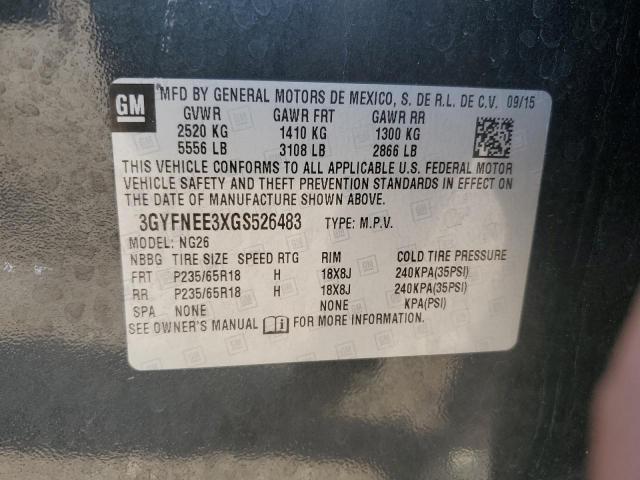 GM
MFD BY GENERAL MOTORS DE MEXICO, S. DE R.L. DE C.V. 09/15
GVWR GAWR FRT GAWR RR
2520 KG 1410 KG 1300 KG
5556 LB 3108 LB 2866 LB
THIS VEHICLE CONFORMS TO ALL APPLICABLE U.S. FEDERAL MOTOR
VEHICLE SAFETY AND THEFT PREVENTION STANDARDS IN EFFECT ON
THE DATE OF MANUFACTURE SHOWN ABOVE.
3GYFNEE3XGS526483 TYPE: M.P.V.
MODEL: NG26
NBBG TIRE SIZE SPEED RTG RIM COLD TIRE PRESSURE
FRT P235/65R18 H 18X8J 240KPA(35PSI)
RR P235/65R18 H 18X8J 240KPA(35PSI)
SPA NONE NONE KPA(PSI)
SEE OWNER'S MANUAL FOR MORE INFORMATION.